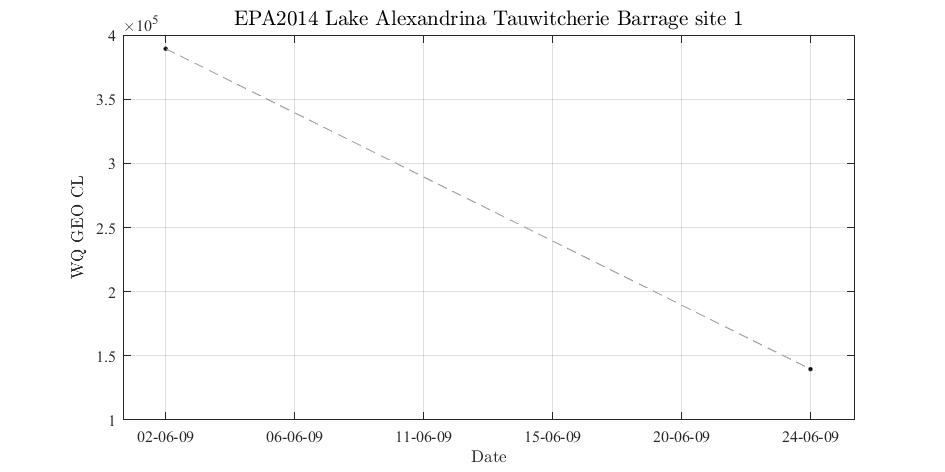 EPA2014 Lake Alexandrina Tauwitcherie Barrage site 1
×10⁵
4
3.5
3
2.5
2
1.5
1
WQ GEO CL
02-06-09 06-06-09 11-06-09 15-06-09 20-06-09 24-06-09
Date